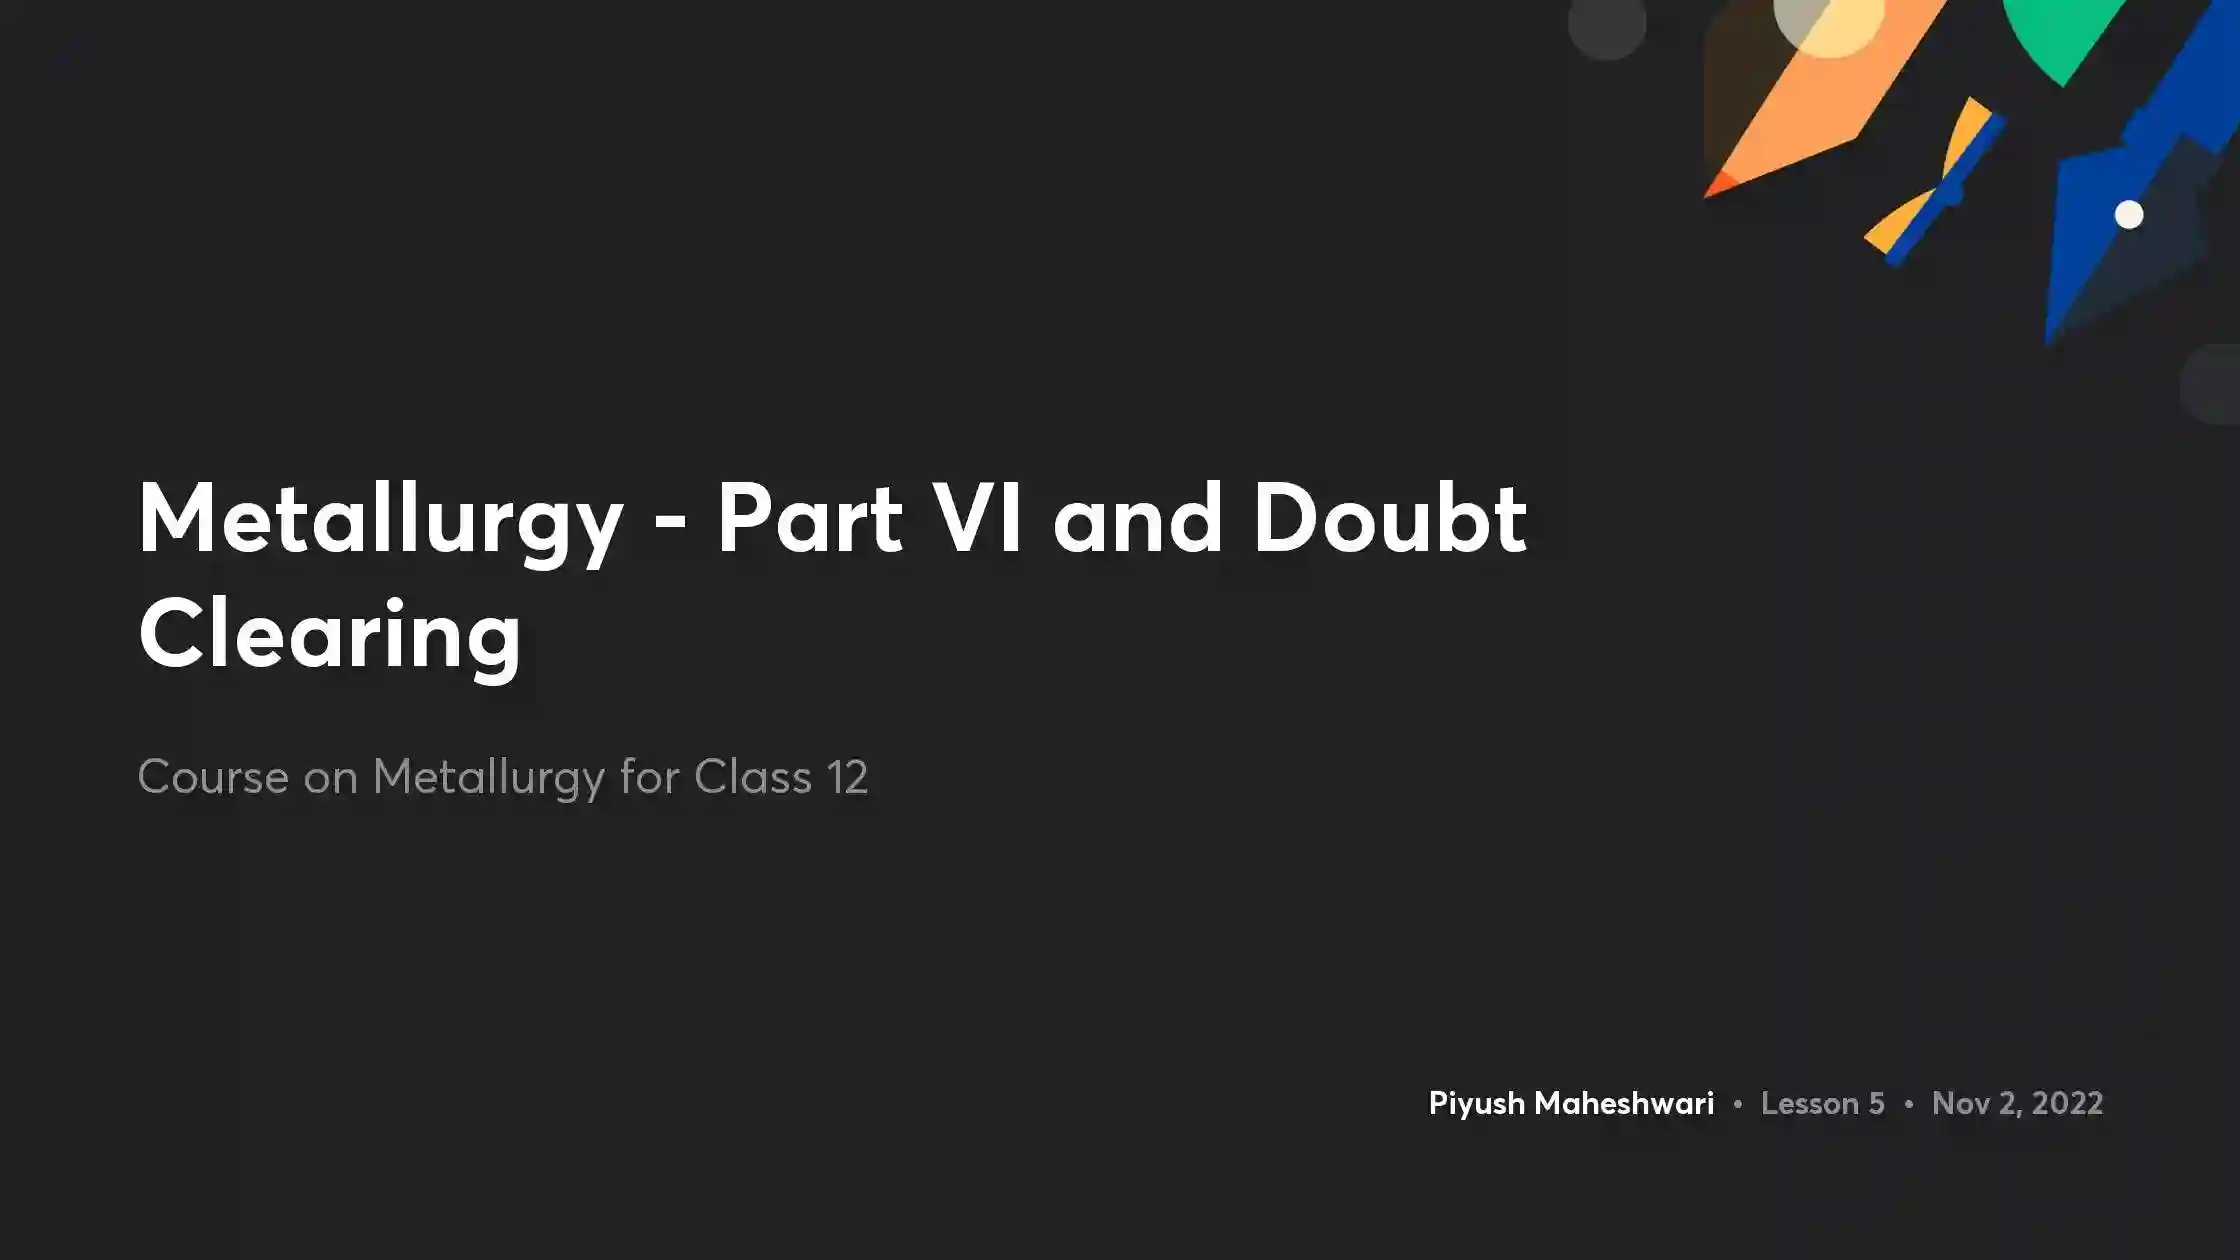 Metallurgy - Part VI and Doubt
Clearing
Course on Metallurgy for Class 12
Piyush Maheshwari • Lesson 5 • Nov 2, 2022